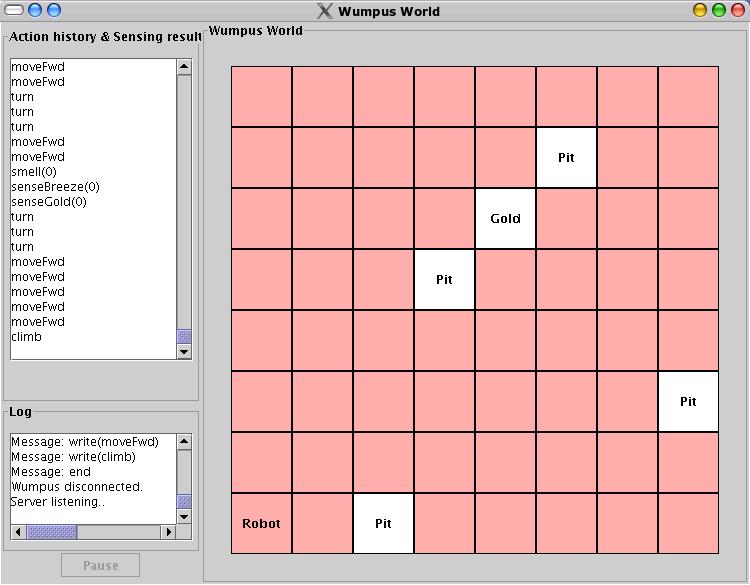 Wumpus World
Action history & Sensing result
moveFwd
moveFwd
turn
turn
turn
moveFwd
moveFwd
smell(0)
senseBreeze(0)
senseGold(0)
turn
turn
turn
moveFwd
moveFwd
moveFwd
moveFwd
moveFwd
climb
Log
Message: write(moveFwd)
Message: write(climb)
Message: end
Wumpus disconnected.
Server listening..
Pause
Wumpus World
Pit
Gold
Pit
Pit
Robot
Pit